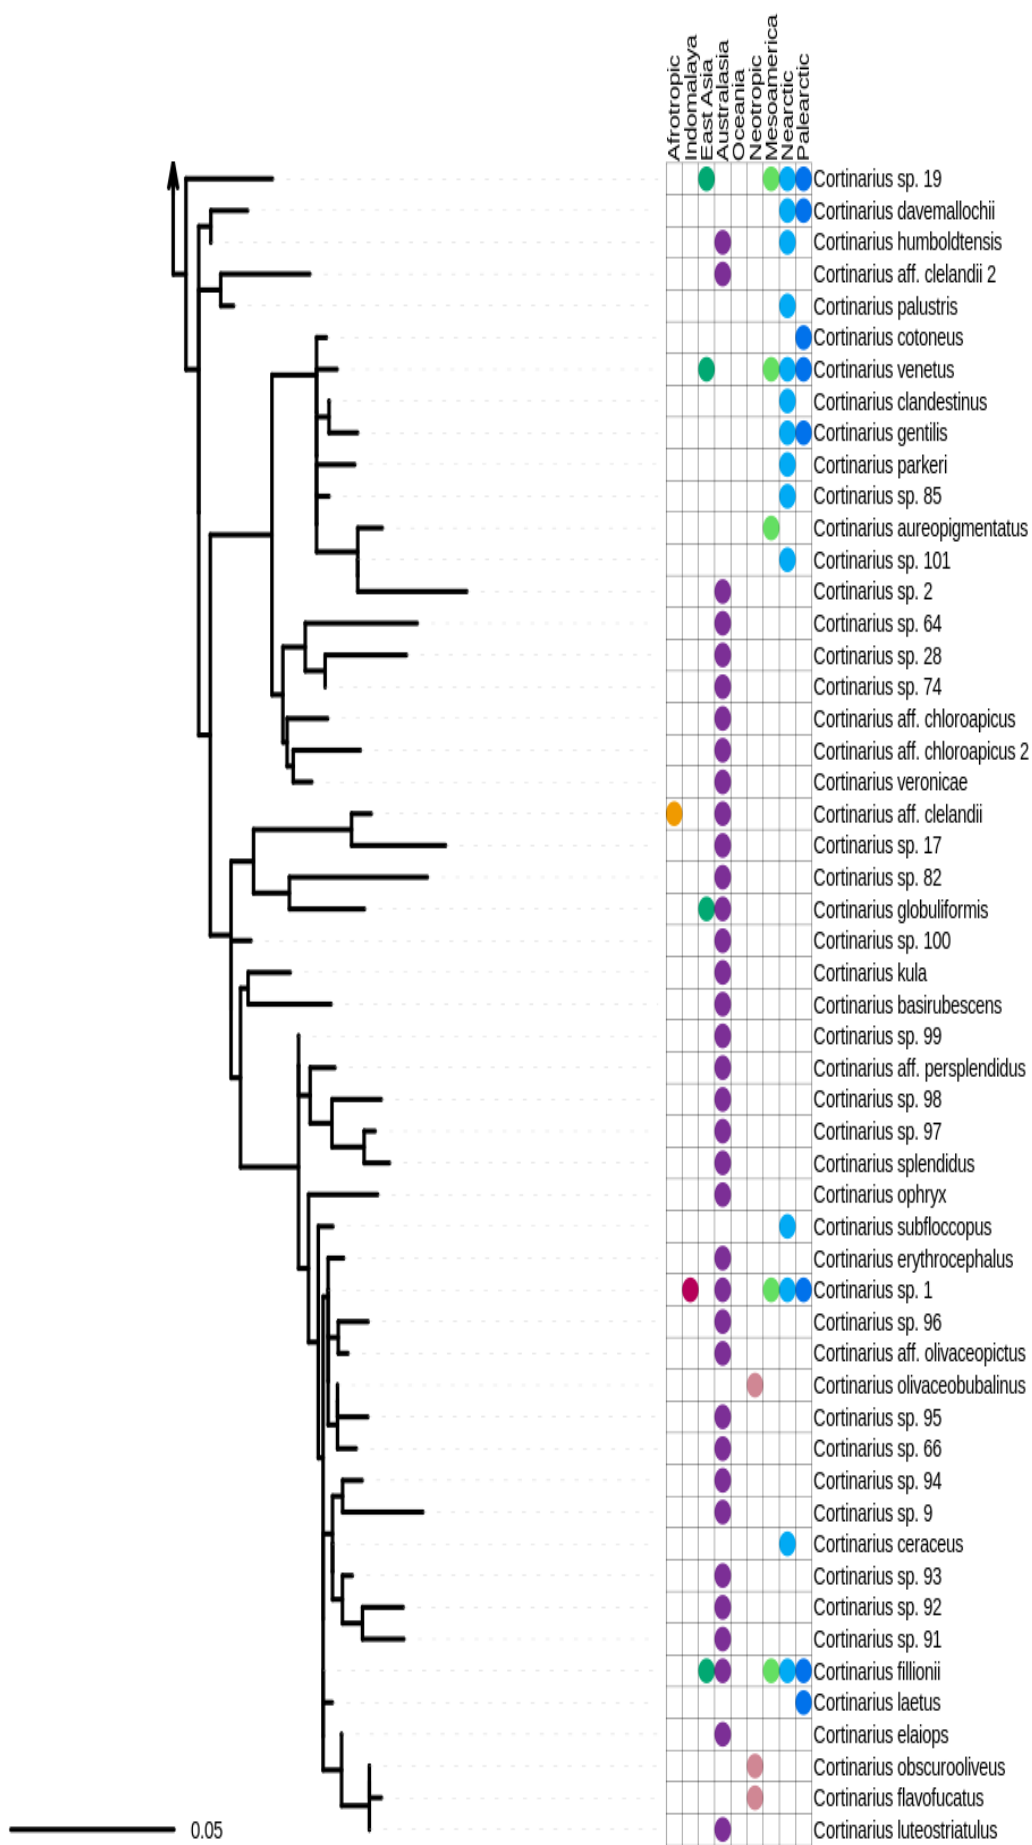 Afrotropic
Indomalaya
East Asia
Australasia
Oceania
Neotropic
Mesoamerica
Nearctic
Palearctic
Cortinarius sp. 19
Cortinarius davemallochii
Cortinarius humboldtensis
Cortinarius aff. clelandii 2
Cortinarius palustris
Cortinarius cotoneus
Cortinarius venetus
Cortinarius clandestinus
Cortinarius gentilis
Cortinarius parkeri
Cortinarius sp. 85
Cortinarius aureopigmentatus
Cortinarius sp. 101
Cortinarius sp. 2
Cortinarius sp. 64
Cortinarius sp. 28
Cortinarius sp. 74
Cortinarius aff. chloroapicus
Cortinarius aff. chloroapicus 2
Cortinarius veronicae
Cortinarius aff. clelandii
Cortinarius sp. 17
Cortinarius sp. 82
Cortinarius globuliformis
Cortinarius sp. 100
Cortinarius kula
Cortinarius basirubescens
Cortinarius sp. 99
Cortinarius aff. persplendidus
Cortinarius sp. 98
Cortinarius sp. 97
Cortinarius splendidus
Cortinarius ophryx
Cortinarius subfloccopus
Cortinarius erythrocephalus
Cortinarius sp. 1
Cortinarius sp. 96
Cortinarius aff. olivaceopictus
Cortinarius olivaceobubalinus
Cortinarius sp. 95
Cortinarius sp. 66
Cortinarius sp. 94
Cortinarius sp. 9
Cortinarius ceraceus
Cortinarius sp. 93
Cortinarius sp. 92
Cortinarius sp. 91
Cortinarius fillionii
Cortinarius laetus
Cortinarius elaiops
Cortinarius obscurooliveus
Cortinarius flavofucatus
Cortinarius luteostriatulus
0.05